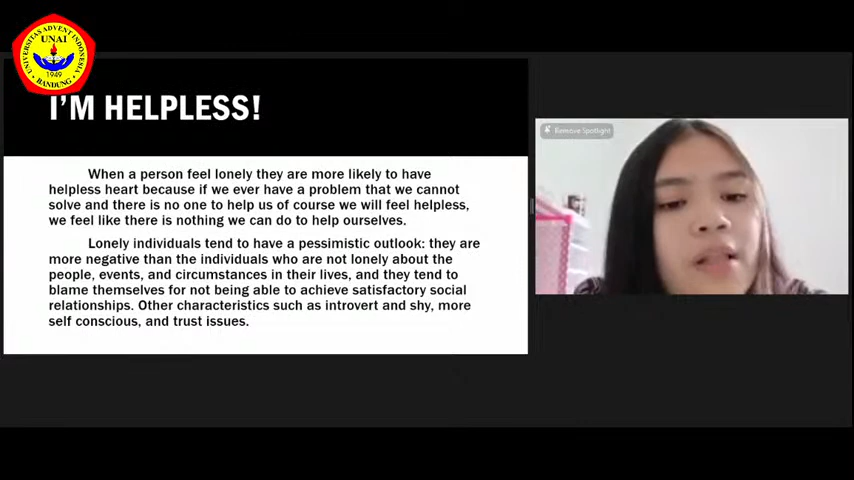 UNIVERSITAS ADVENT INDONESIA
UNAI
1949
BANDUNG
I'M HELPLESS!
Remove Spotlight
When a person feel lonely they are more likely to have
helpless heart because if we ever have a problem that we cannot
solve and there is no one to help us of course we will feel helpless,
we feel like there is nothing we can do to help ourselves.
Lonely individuals tend to have a pessimistic outlook: they are
more negative than the individuals who are not lonely about the
people, events, and circumstances in their lives, and they tend to
blame themselves for not being able to achieve satisfactory social
relationships. Other characteristics such as introvert and shy, more
self conscious, and trust issues.